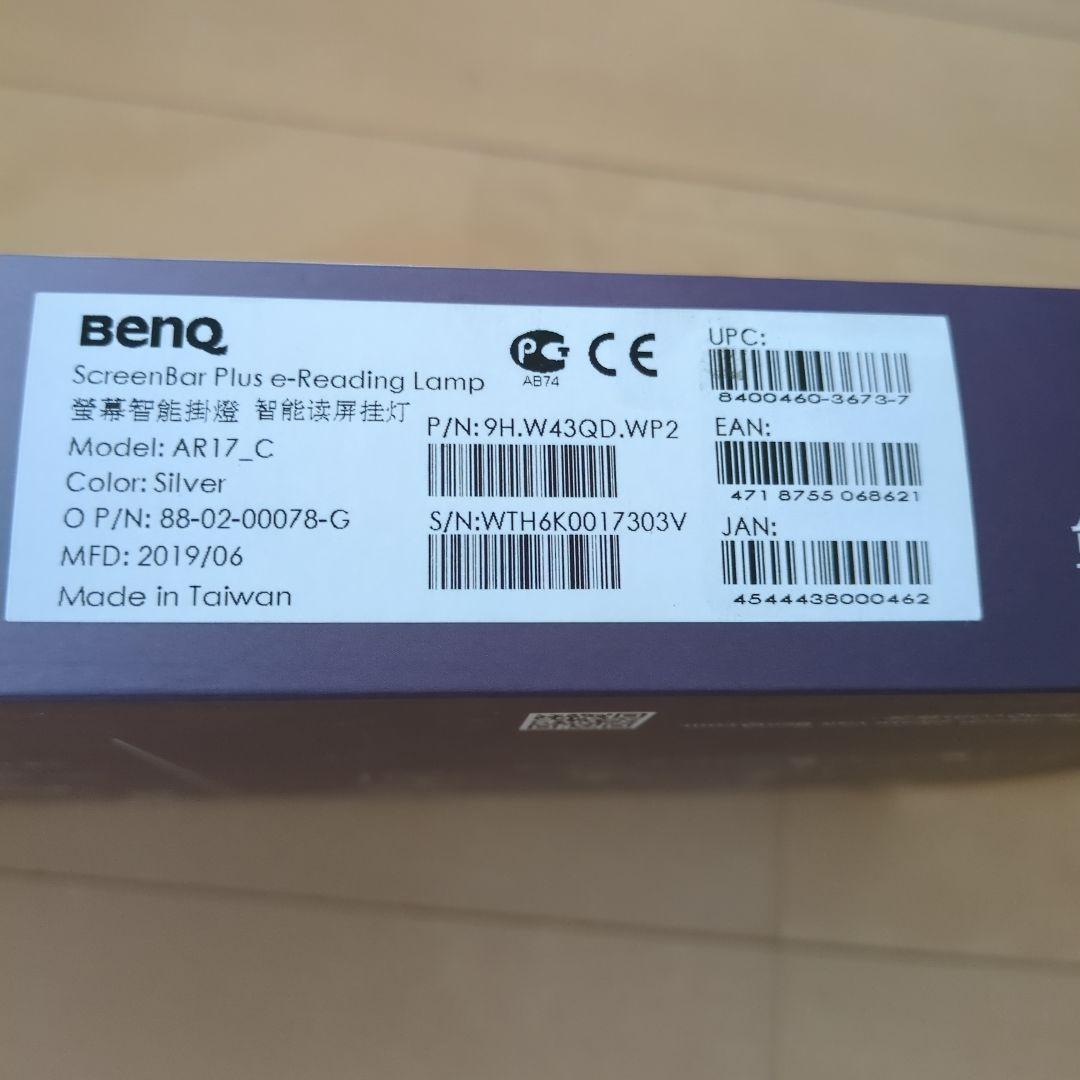 BenQ
ScreenBar Plus e-Reading Lamp
螢幕智能掛燈 智能读屏挂灯
Model: AR17_C
Color: Silver
O P/N: 88-02-00078-G
MFD: 2019/06
Made in Taiwan
AB74
CE
P/N: 9H.W43QD.WP2
S/N:WTH6K0017303V
UPC:
8400460-3673-7
EAN:
471 8755 068621
JAN:
4544438000462